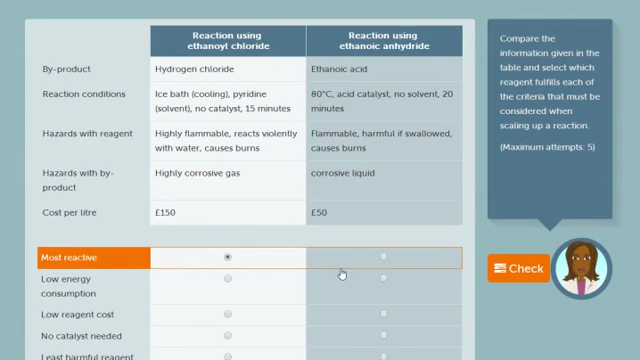 Reaction using
ethanoyl chloride
Reaction using
ethanoic anhydride
By-product
Hydrogen chloride
Ethanoic acid
Reaction conditions
Ice bath (cooling), pyridine
(solvent), no catalyst, 15 minutes
80°C, acid catalyst, no solvent, 20
minutes
Hazards with reagent
Highly flammable, reacts violently
with water, causes burns
Flammable, harmful if swallowed,
causes burns
Hazards with by-
product
Highly corrosive gas
corrosive liquid
Cost per litre
£150
£50
Most reactive
Low energy
consumption
Low reagent cost
No catalyst needed
Least harmful reagent
Compare the
information given in the
table and select which
reagent fulfills each of
the criteria that must be
considered when
scaling up a reaction.
(Maximum attempts: 5)
Check